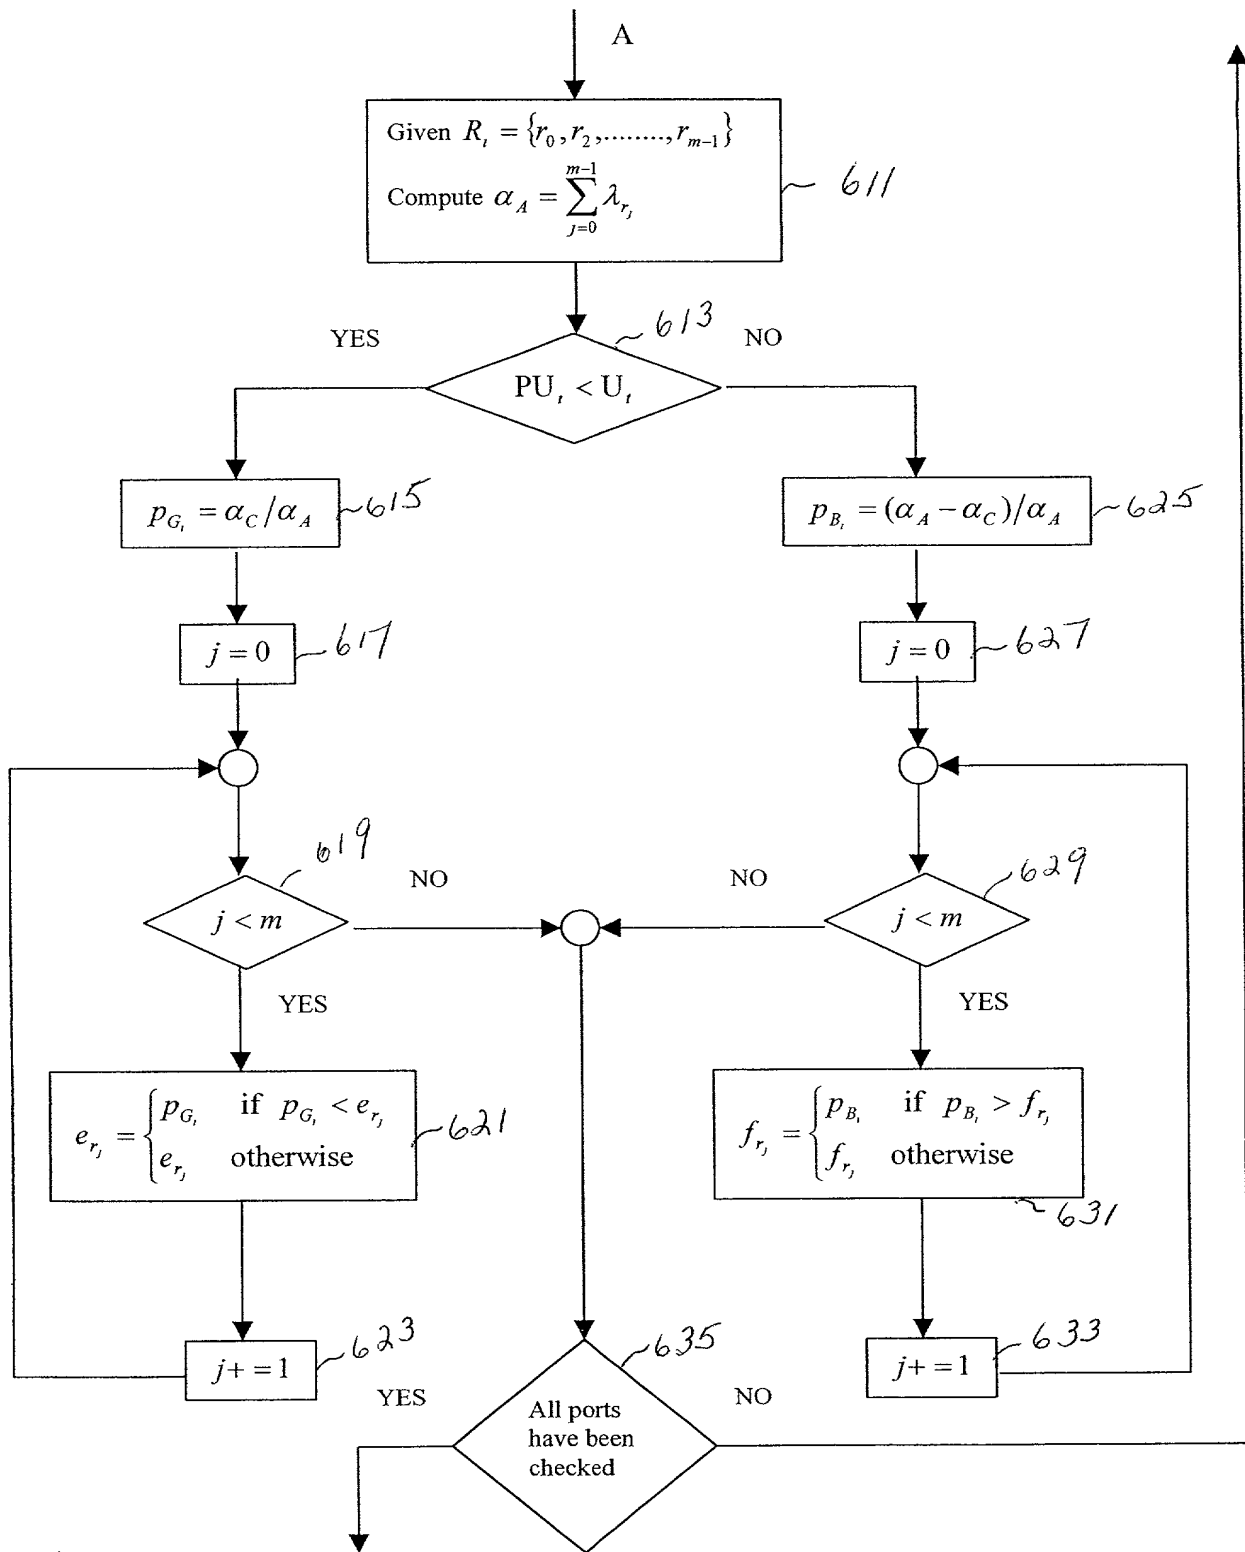 A
Given R_t = {r_0, r_2, ........, r_{m-1}}
Compute α_A = \sum_{j=0}^{m-1} λ_{r_j}
611
613
YES
NO
PU_t < U_t
p_{G_t} = α_C / α_A
615
p_{B_t} = (α_A − α_C) / α_A
625
j = 0
617
j = 0
627
619
NO
NO
629
j < m
j < m
YES
YES
e_{r_j} = { p_{G_t} if p_{G_t} < e_{r_j}
e_{r_j} otherwise
621
f_{r_j} = { p_{B_t} if p_{B_t} > f_{r_j}
f_{r_j} otherwise
631
j+ = 1
623
635
j+ = 1
633
YES
NO
All ports
have been
checked